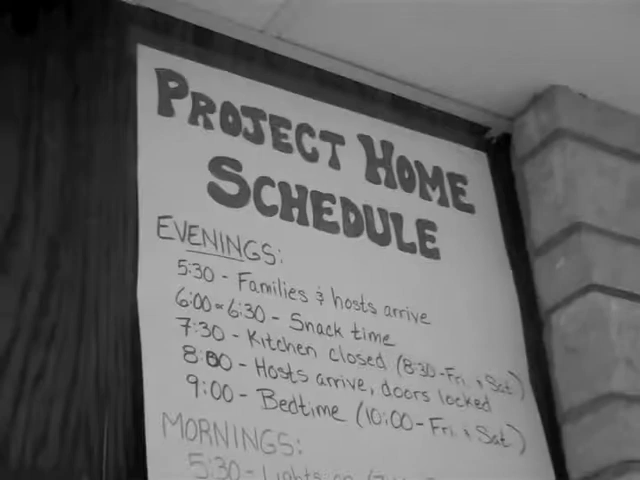 PROJECT HOME
SCHEDULE
EVENINGS:
5:30 - Families & hosts arrive
6:00 - 6:30 - Snack time
7:30 - Kitchen closed (8:30 - Fri. & Sat)
8:00 - Hosts arrive, doors locked
9:00 - Bedtime (10:00 - Fri. & Sat)
MORNINGS:
5:30 - Lights on